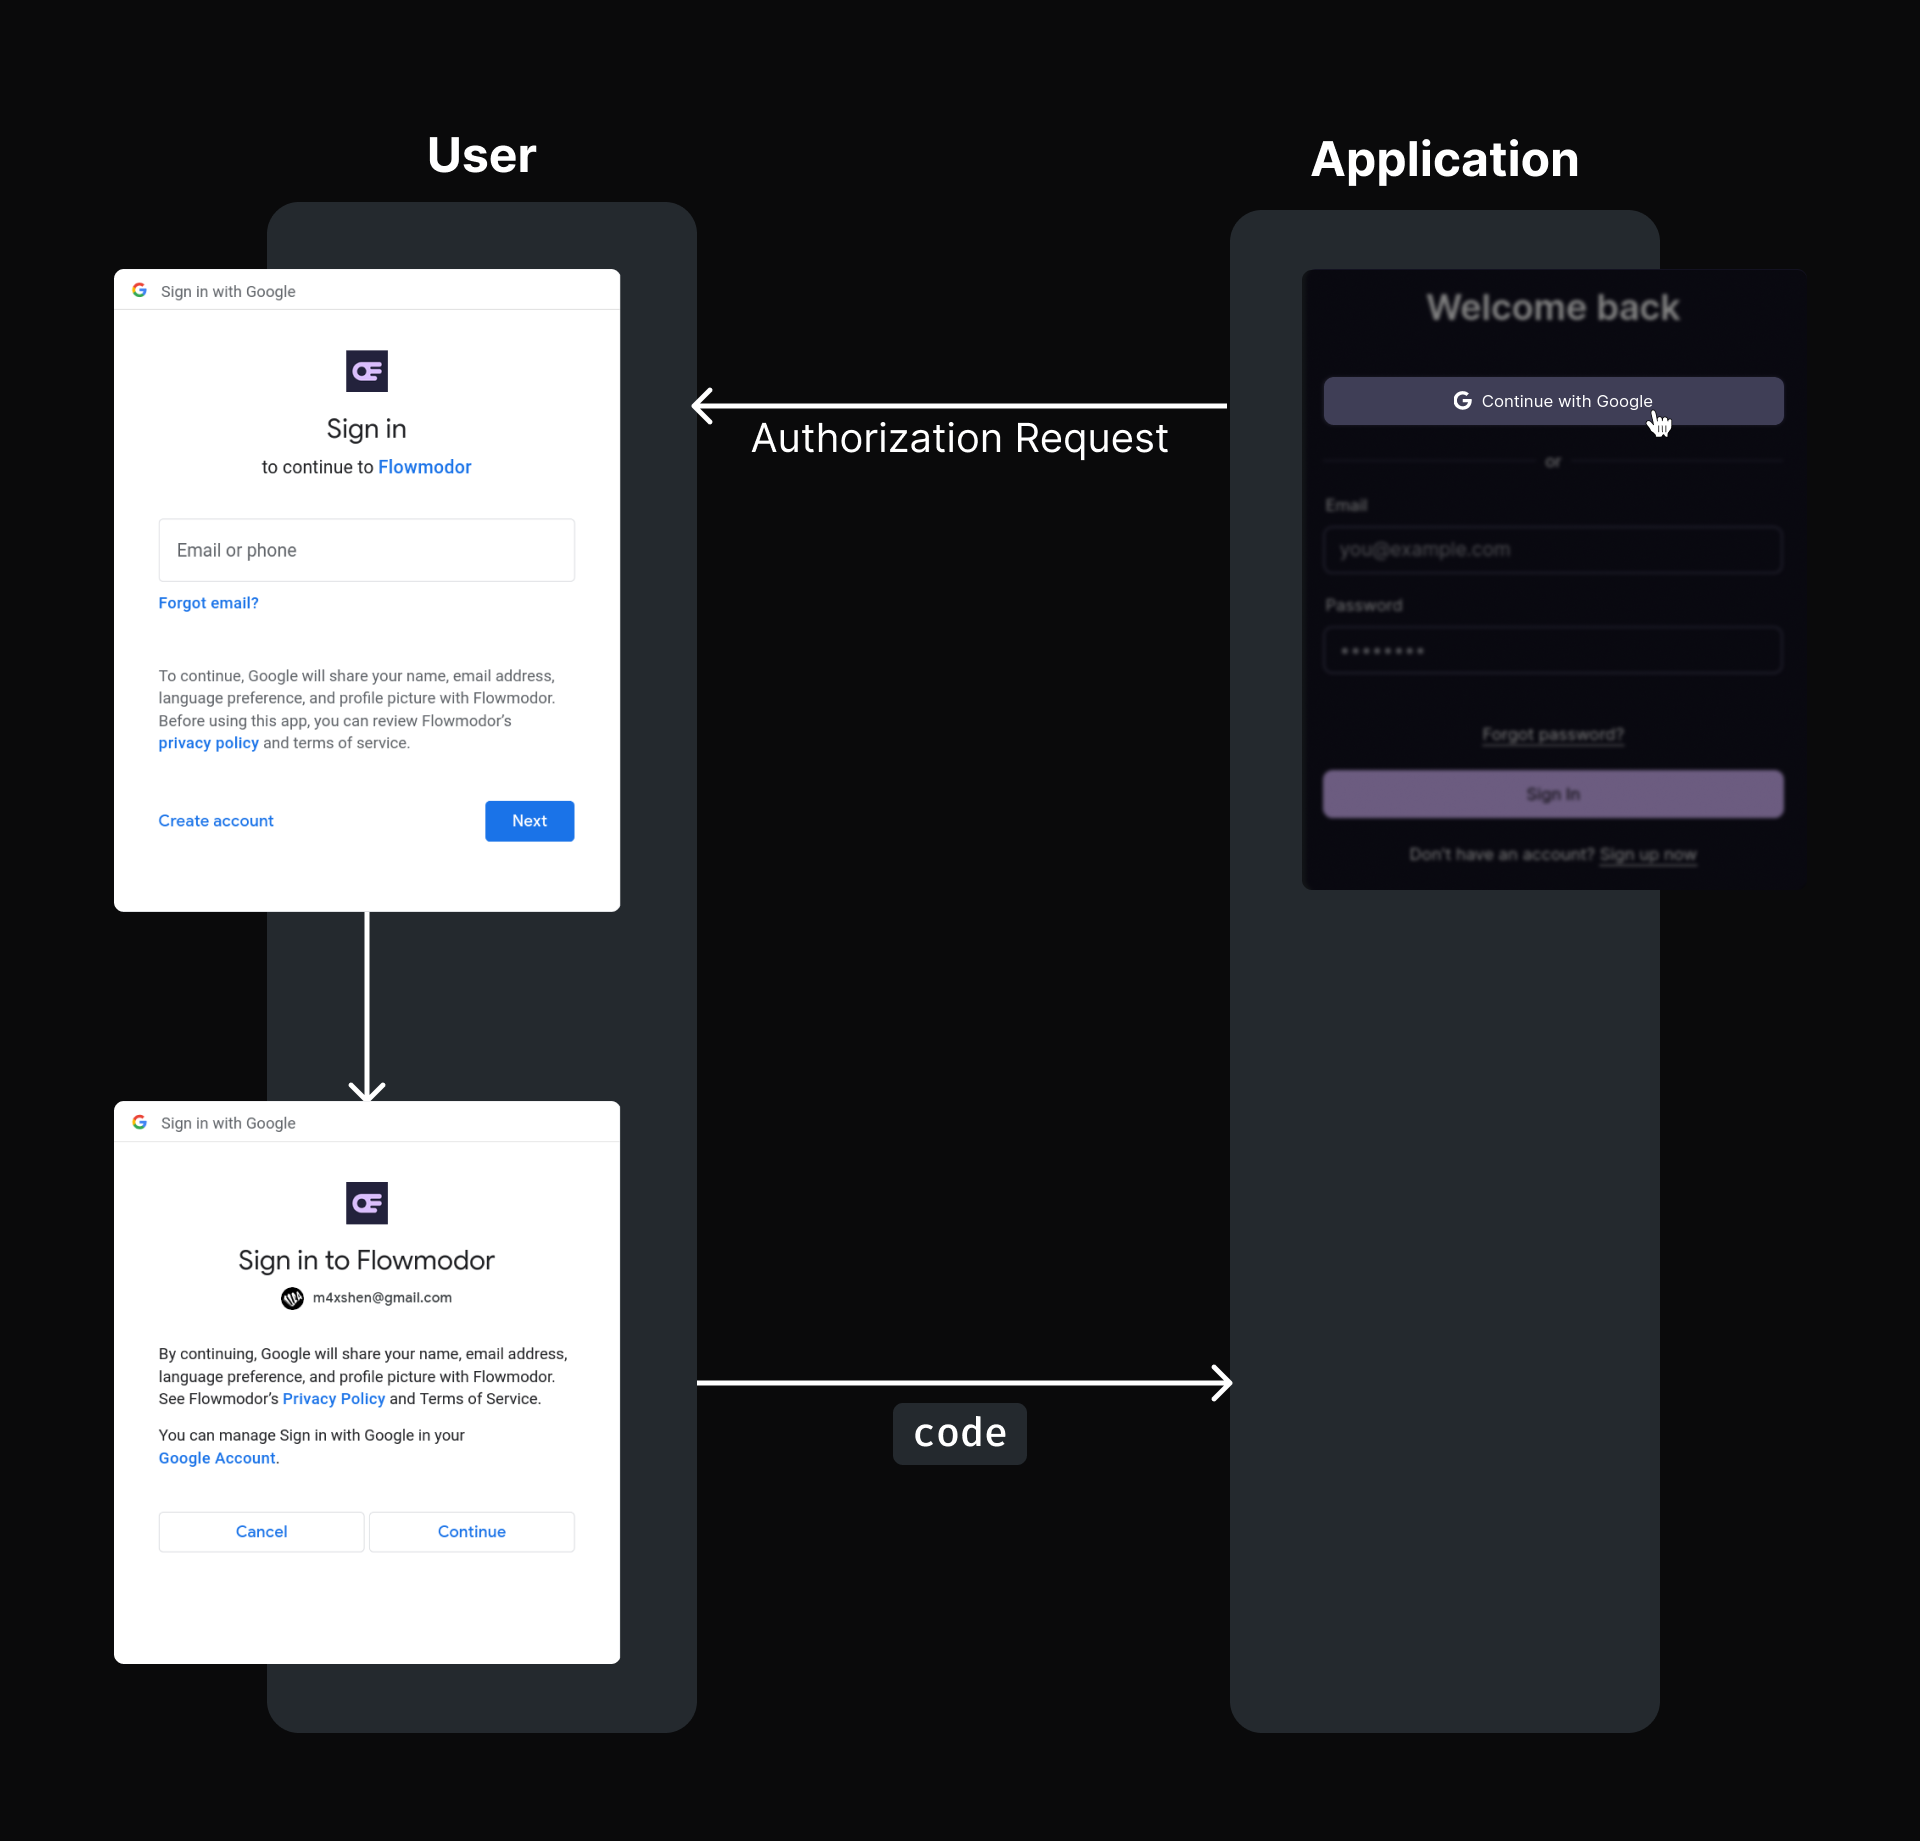 User
Application
Sign in with Google
Sign in
to continue to Flowmodor
Email or phone
Forgot email?
To continue, Google will share your name, email address,
language preference, and profile picture with Flowmodor.
Before using this app, you can review Flowmodor's
privacy policy and terms of service.
Create account
Next
Authorization Request
Welcome back
Continue with Google
or
Email
you@example.com
Password
Forgot password?
Sign In
Don't have an account? Sign up now
Sign in with Google
Sign in to Flowmodor
m4xshen@gmail.com
By continuing, Google will share your name, email address,
language preference, and profile picture with Flowmodor.
See Flowmodor's Privacy Policy and Terms of Service.
You can manage Sign in with Google in your
Google Account.
Cancel
Continue
code